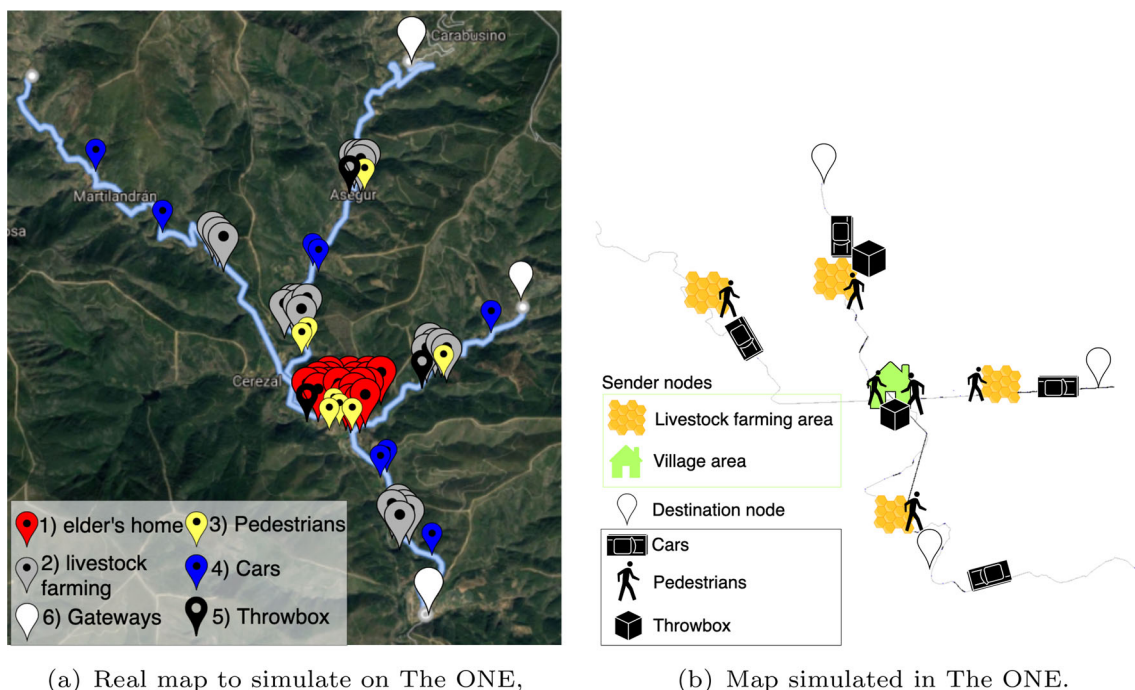 Carabusino
Asegur
Martilandrán
osa
Cerezal
1) elder's home
3) Pedestrians
2) livestock
farming
4) Cars
6) Gateways
5) Throwbox
(a) Real map to simulate on The ONE,
Sender nodes
Livestock farming area
Village area
Destination node
Cars
Pedestrians
Throwbox
(b) Map simulated in The ONE.